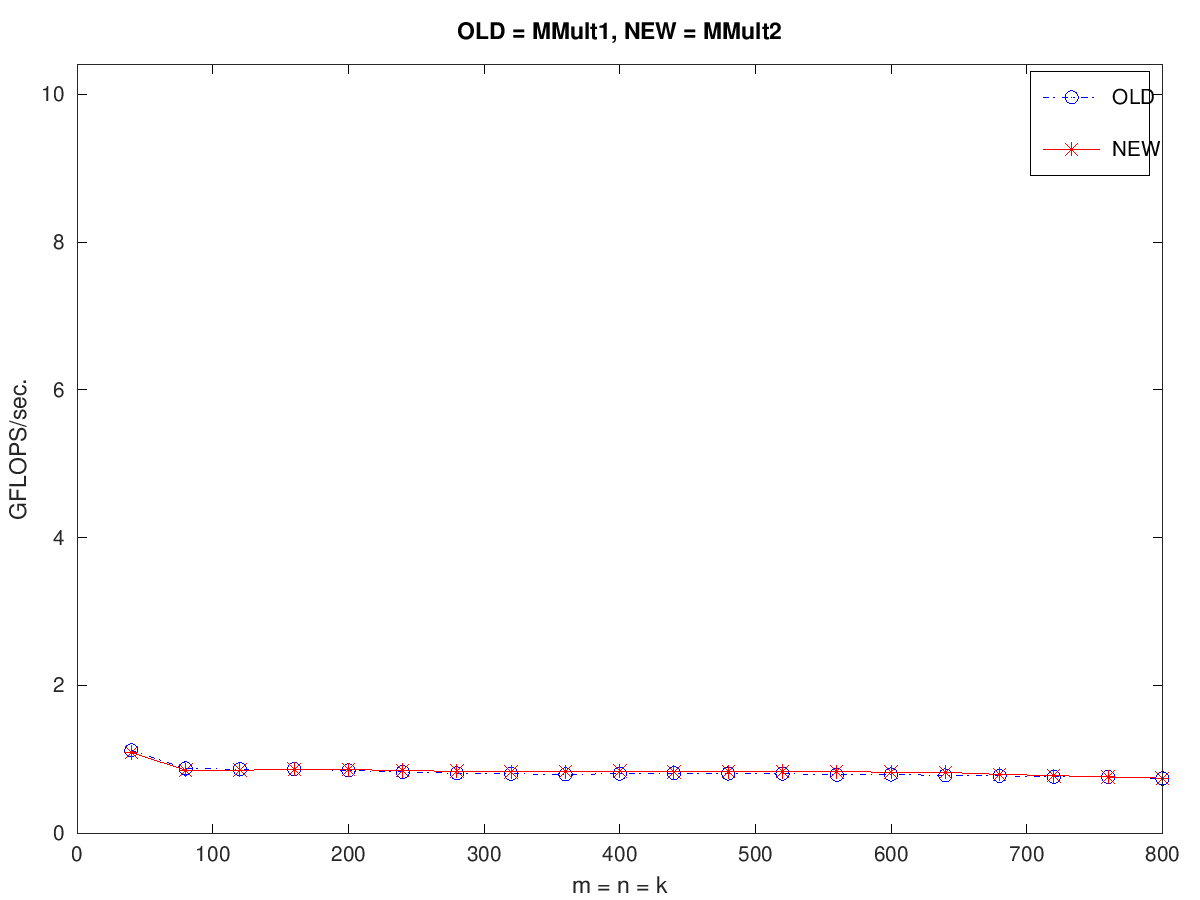 OLD = MMult1, NEW = MMult2
OLD
NEW
10
8
6
4
2
0
GFLOPS/sec.
0 100 200 300 400 500 600 700 800
m = n = k